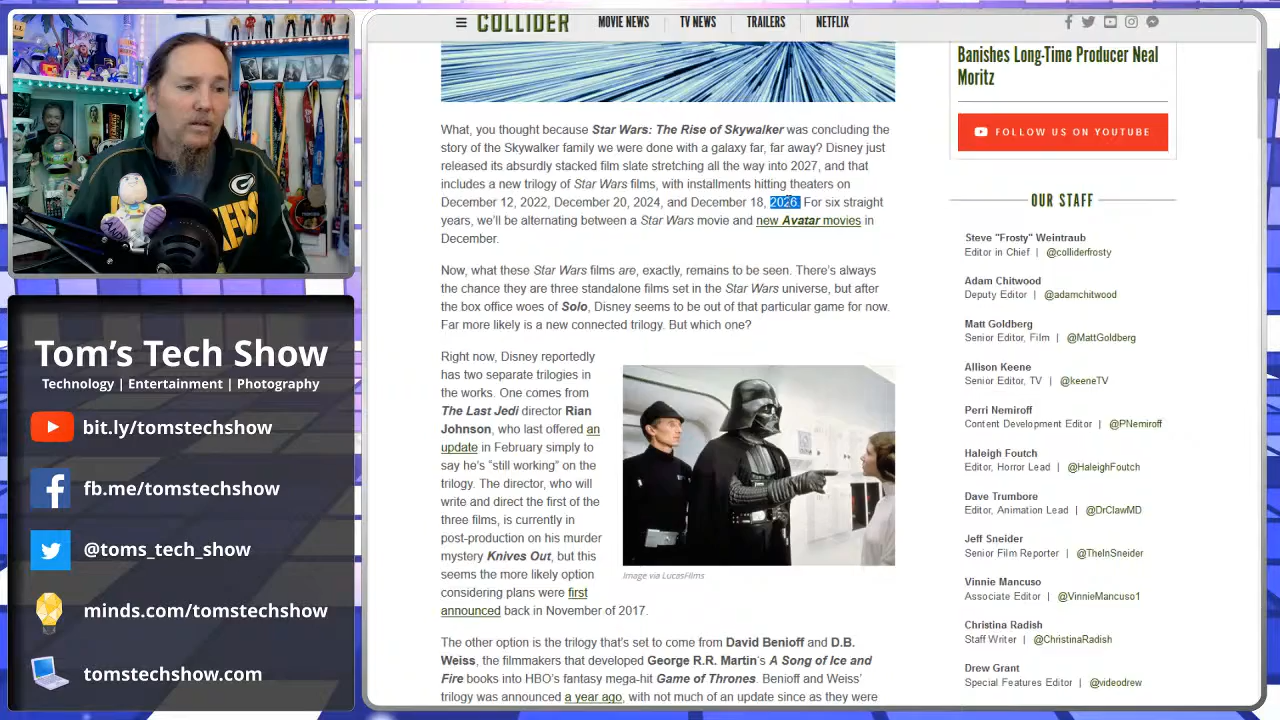 COLLIDER
MOVIE NEWS
TV NEWS
TRAILERS
NETFLIX
Banishes Long-Time Producer Neal
Moritz
FOLLOW US ON YOUTUBE
What, you thought because Star Wars: The Rise of Skywalker was concluding the
story of the Skywalker family we were done with a galaxy far, far away? Disney just
released its absurdly stacked film slate stretching all the way into 2027, and that
includes a new trilogy of Star Wars films, with installments hitting theaters on
December 12, 2022, December 20, 2024, and December 18, 2026. For six straight
years, we'll be alternating between a Star Wars movie and new Avatar movies in
December.
Now, what these Star Wars films are, exactly, remains to be seen. There's always
the chance they are three standalone films set in the Star Wars universe, but after
the box office woes of Solo, Disney seems to be out of that particular game for now.
Far more likely is a new connected trilogy. But which one?
Right now, Disney reportedly
has two separate trilogies in
the works. One comes from
The Last Jedi director Rian
Johnson, who last offered an
update in February simply to
say he's "still working" on the
trilogy. The director, who will
write and direct the first of the
three films, is currently in
post-production on his murder
mystery Knives Out, but this
seems the more likely option
considering plans were first
announced back in November of 2017.
Image via LucasFilms
The other option is the trilogy that's set to come from David Benioff and D.B.
Weiss, the filmmakers that developed George R.R. Martin's A Song of Ice and
Fire books into HBO's fantasy mega-hit Game of Thrones. Benioff and Weiss'
trilogy was announced a year ago, with not much of an update since as they were
OUR STAFF
Steve "Frosty" Weintraub
Editor in Chief | @colliderfrosty
Adam Chitwood
Deputy Editor | @adamchitwood
Matt Goldberg
Senior Editor, Film | @MattGoldberg
Allison Keene
Senior Editor, TV | @keeneTV
Perri Nemiroff
Content Development Editor | @PNemiroff
Haleigh Foutch
Editor, Horror Lead | @HaleighFoutch
Dave Trumbore
Editor, Animation Lead | @DrClawMD
Jeff Sneider
Senior Film Reporter | @TheInSneider
Vinnie Mancuso
Associate Editor | @VinnieMancuso1
Christina Radish
Staff Writer | @ChristinaRadish
Drew Grant
Special Features Editor | @videodrew
Tom's Tech Show
Technology | Entertainment | Photography
bit.ly/tomstechshow
fb.me/tomstechshow
@toms_tech_show
minds.com/tomstechshow
tomstechshow.com